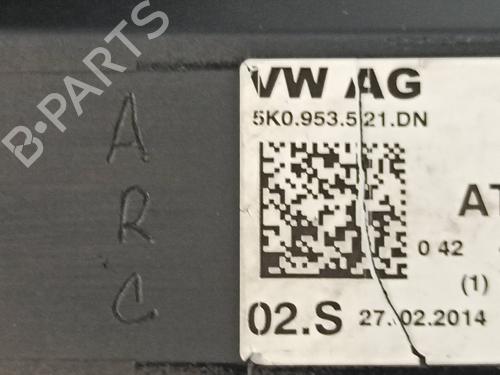 VW AG
5K0.953.521.DN
A
R
C
AT
0 42
(1)
02.S 27.02.2014
B-PARTS